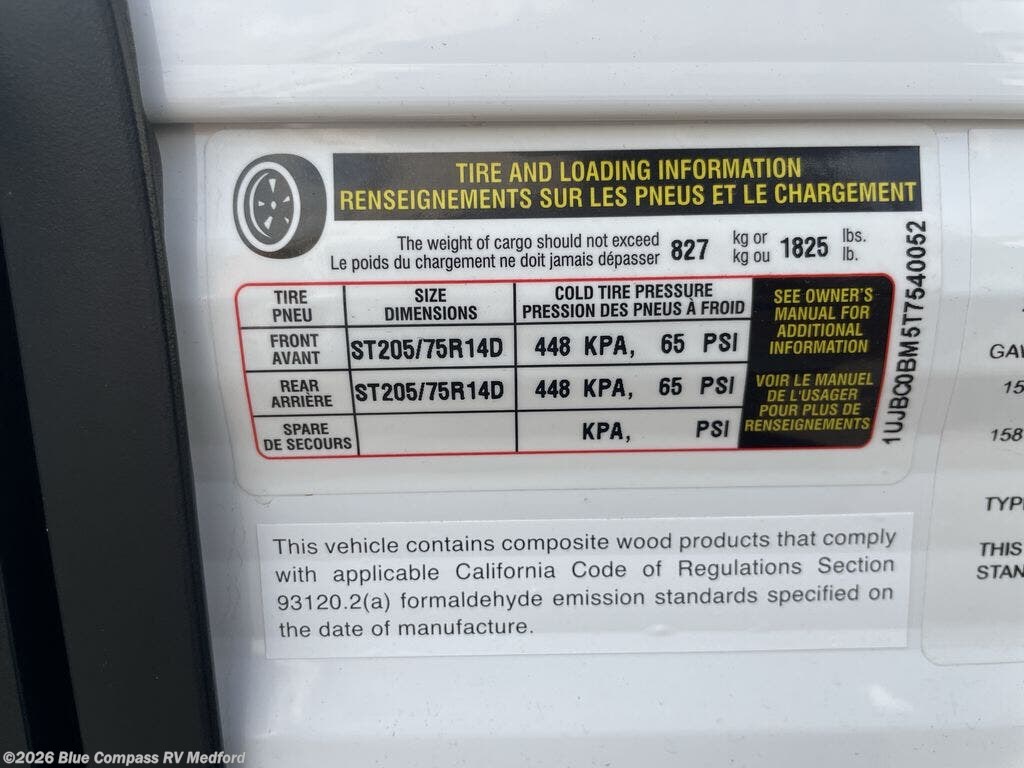 TIRE AND LOADING INFORMATION
RENSEIGNEMENTS SUR LES PNEUS ET LE CHARGEMENT
The weight of cargo should not exceed 827 kg or 1825 lbs.
Le poids du chargement ne doit jamais dépasser kg ou lb.
TIRE SIZE COLD TIRE PRESSURE
PNEU DIMENSIONS PRESSION DES PNEUS À FROID
FRONT
AVANT
ST205/75R14D 448 KPA, 65 PSI
REAR
ARRIÈRE
ST205/75R14D 448 KPA, 65 PSI
SPARE
DE SECOURS
KPA, PSI
SEE OWNER'S
MANUAL FOR
ADDITIONAL
INFORMATION
VOIR LE MANUEL
DE L'USAGER
POUR PLUS DE
RENSEIGNEMENTS
1UJBC0BM5T7540052
This vehicle contains composite wood products that comply
with applicable California Code of Regulations Section
93120.2(a) formaldehyde emission standards specified on
the date of manufacture.
GAW
15
158
TYP
THIS
STAN
©2026 Blue Compass RV Medford